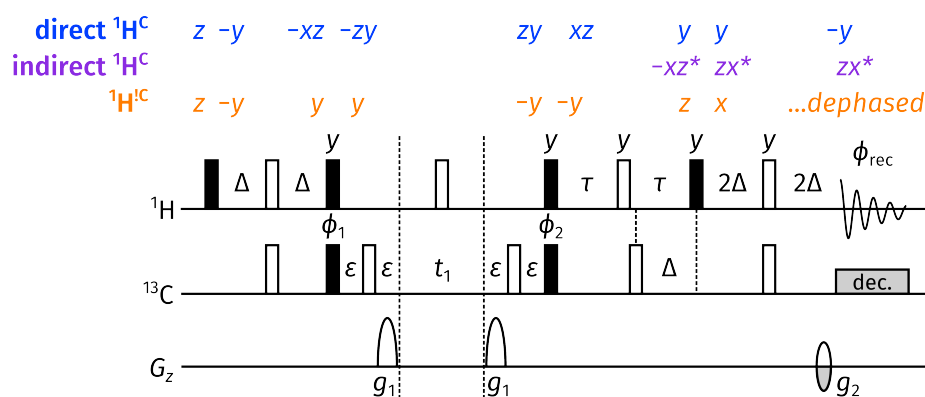 direct ¹Hᶜ z −y −xz −zy zy xz y y −y
indirect ¹Hᶜ −xz* zx* zx*
¹H^!C z −y y y −y −y z x ...dephased
y y y y y
ϕrec
Δ Δ τ τ 2Δ 2Δ
¹H
ϕ₁ ϕ₂
ε ε t₁ ε ε Δ
¹³C dec.
G_z
g₁ g₁ g₂